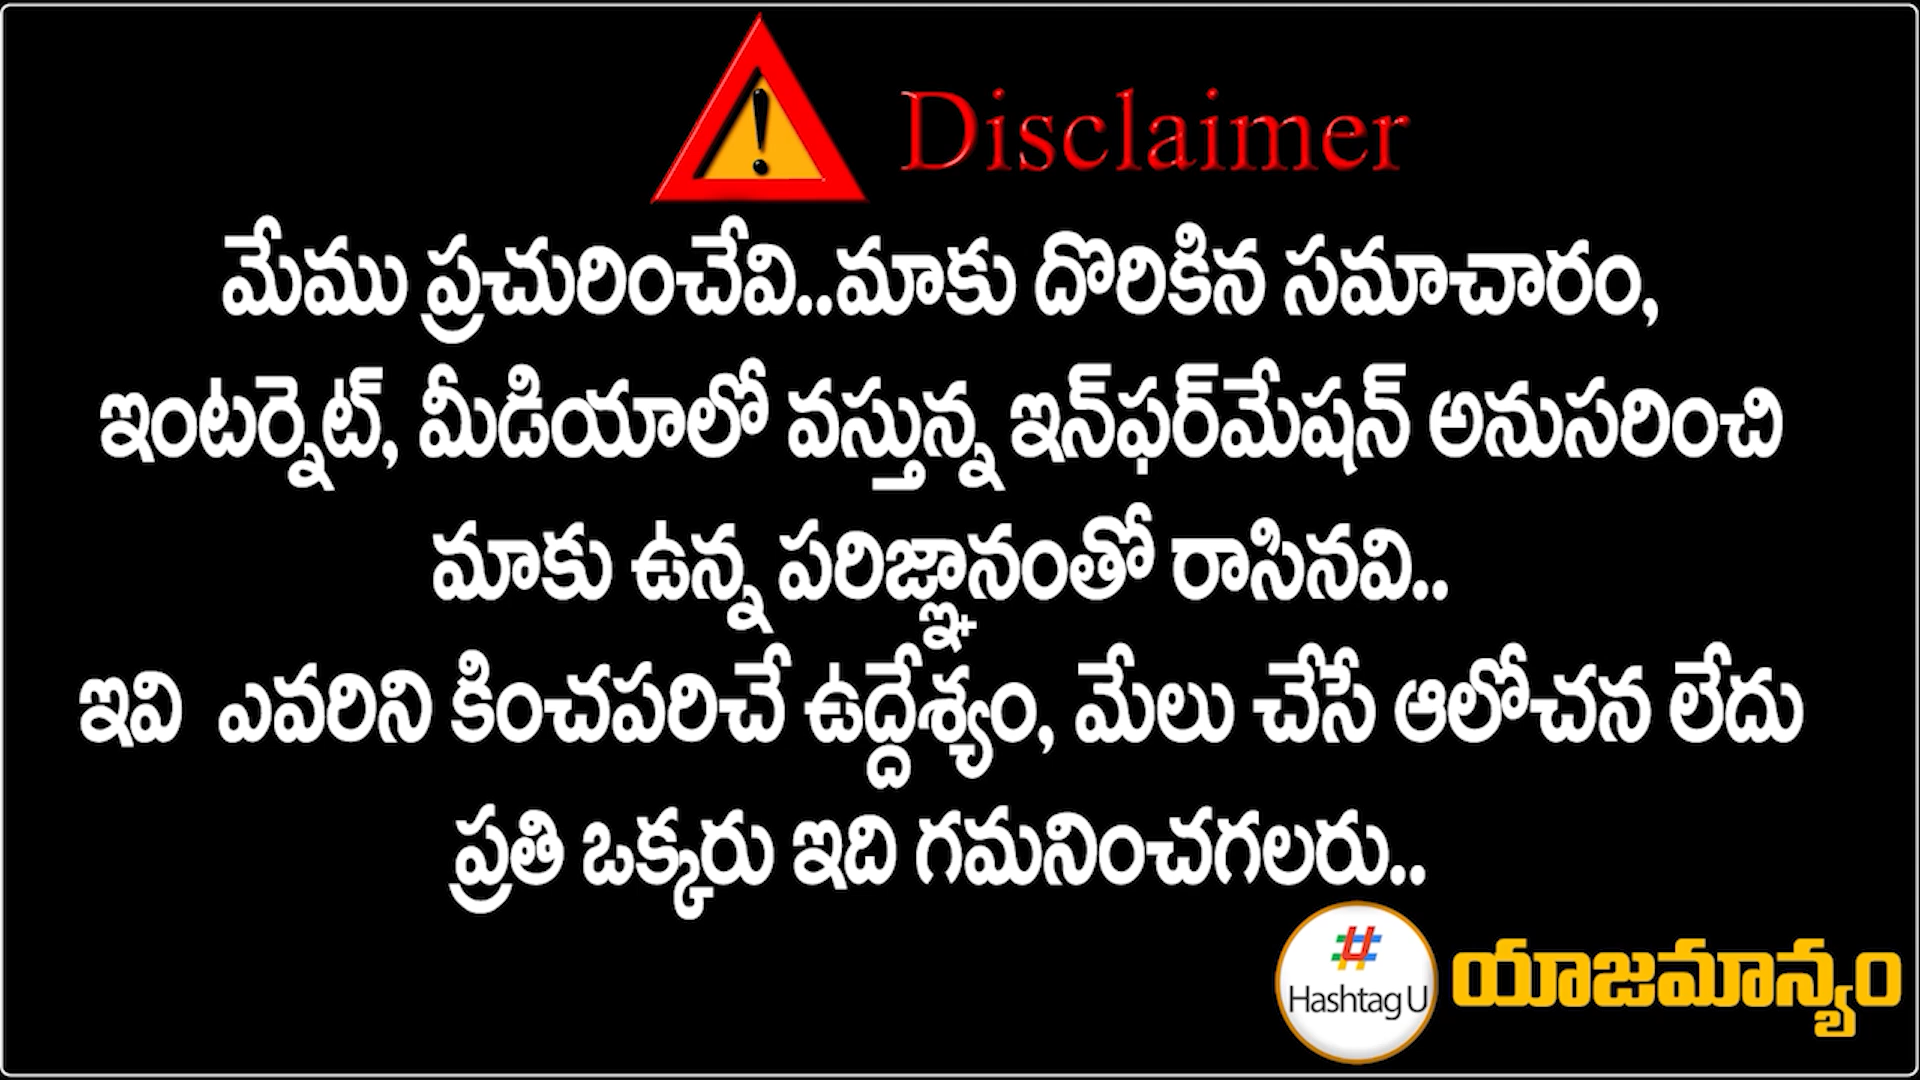 Disclaimer
మేము ప్రచురించేవి..మాకు దొరికిన సమాచారం,
ఇంటర్నెట్, మీడియాలో వస్తున్న ఇన్‌ఫర్‌మేషన్ అనుసరించి
మాకు ఉన్న పరిజ్ఞానంతో రాసినవి..
ఇవి ఎవరిని కించపరిచే ఉద్దేశ్యం, మేలు చేసే ఆలోచన లేదు
ప్రతి ఒక్కరు ఇది గమనించగలరు..
# Hashtag U
యాజమాన్యం